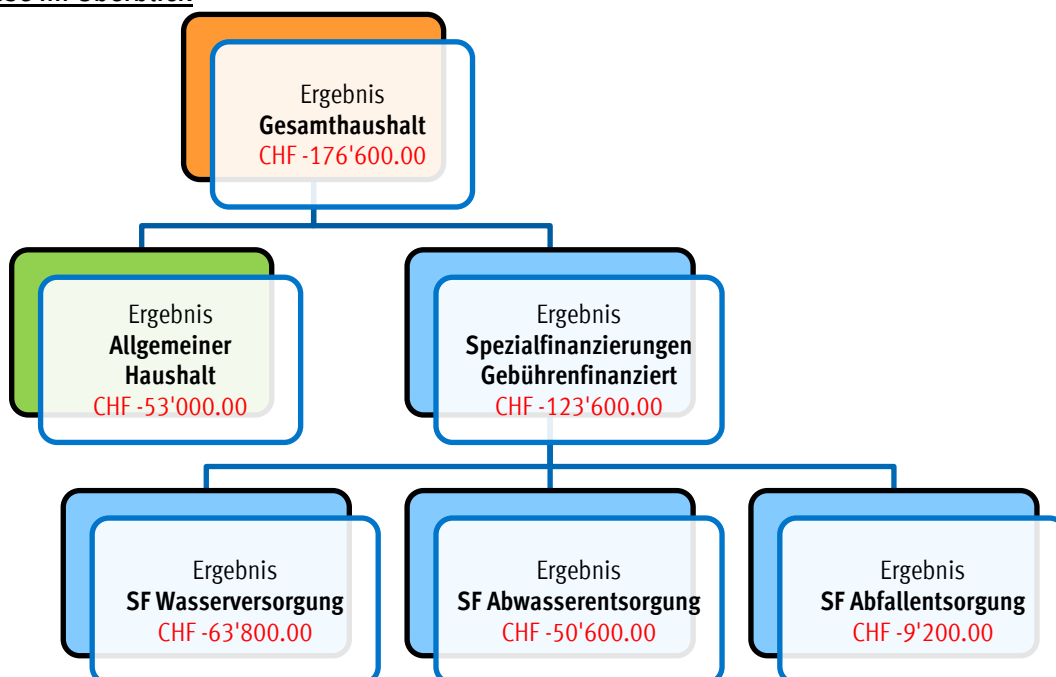 im Überblick
Ergebnis
Gesamthaushalt
CHF -176'600.00
Ergebnis
Allgemeiner
Haushalt
CHF -53'000.00
Ergebnis
Spezialfinanzierungen
Gebührenfinanziert
CHF -123'600.00
Ergebnis
SF Wasserversorgung
CHF -63'800.00
Ergebnis
SF Abwasserentsorgung
CHF -50'600.00
Ergebnis
SF Abfallentsorgung
CHF -9'200.00